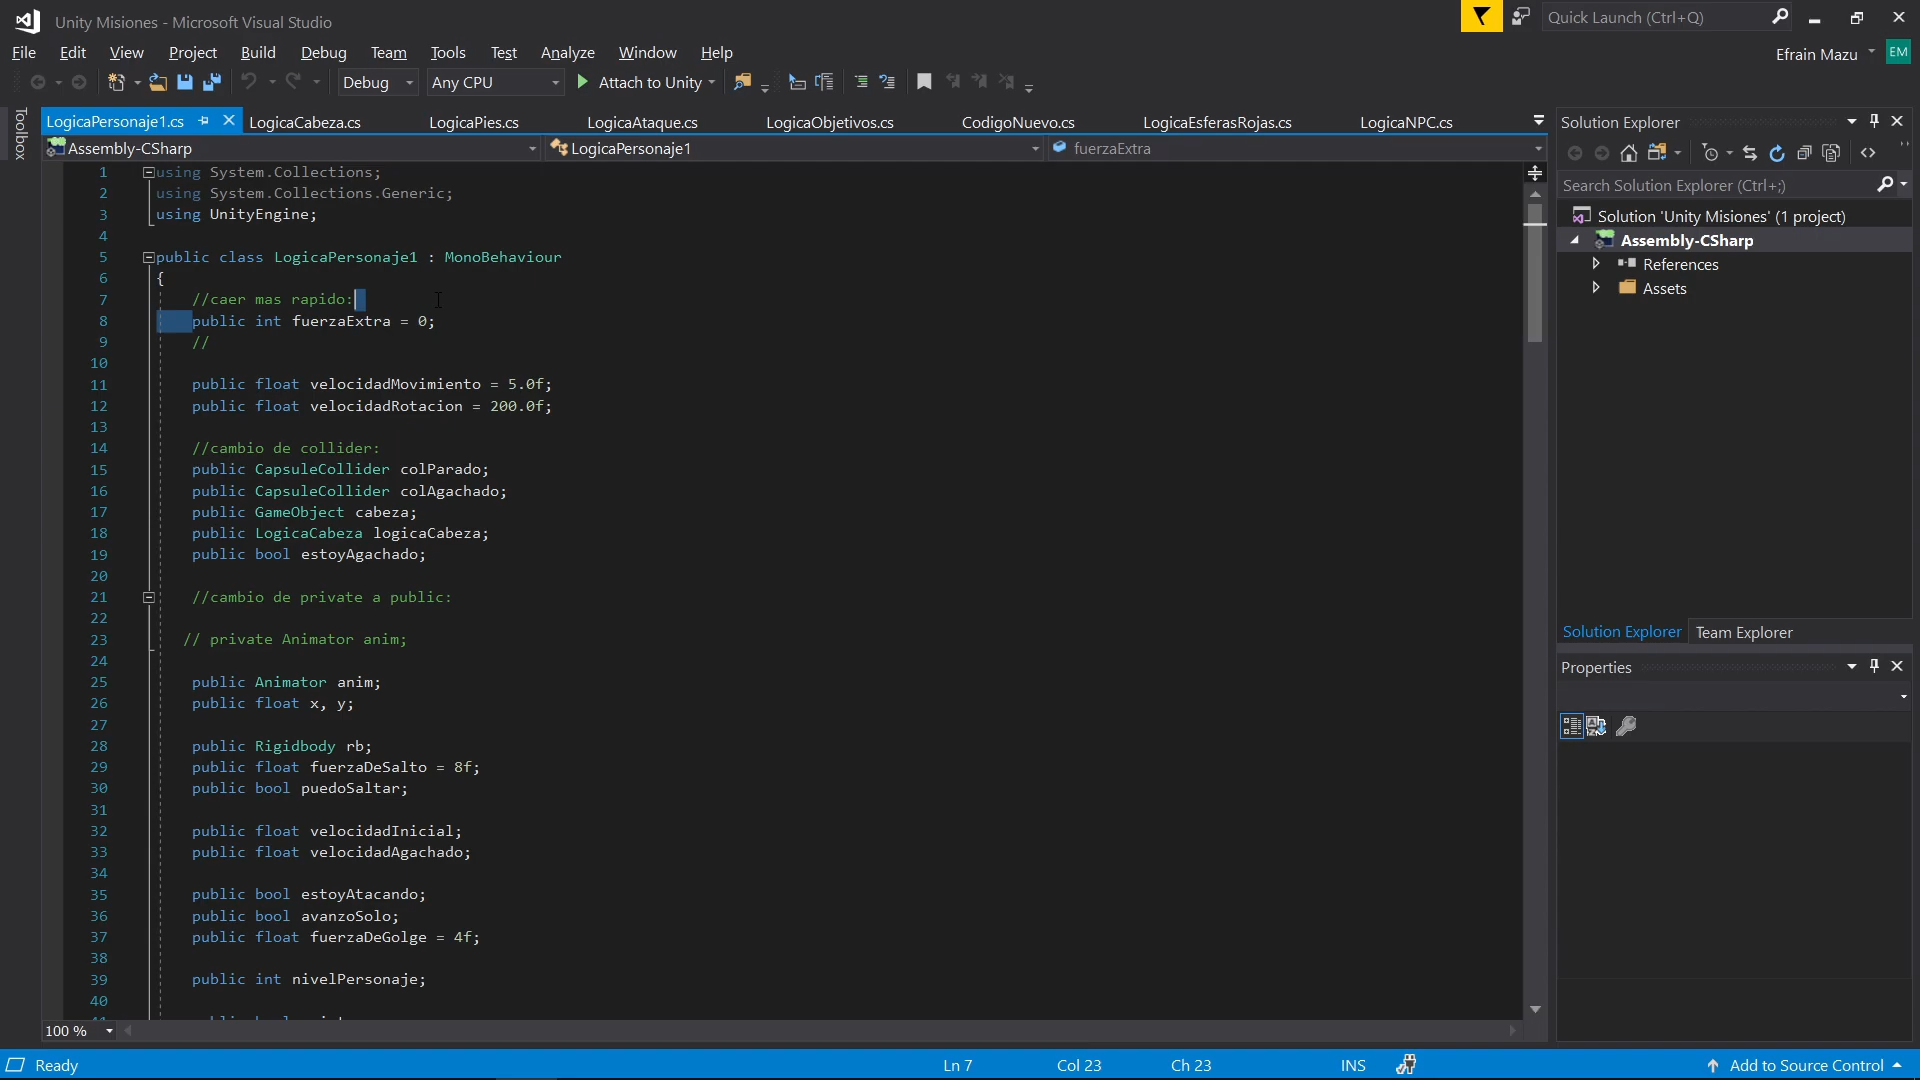 Unity Misiones - Microsoft Visual Studio
Quick Launch (Ctrl+Q)
File Edit View Project Build Debug Team Tools Test Analyze Window Help
Efrain Mazu EM
Debug Any CPU Attach to Unity
Toolbox
LogicaPersonaje1.cs LogicaCabeza.cs LogicaPies.cs LogicaAtaque.cs LogicaObjetivos.cs CodigoNuevo.cs LogicaEsferasRojas.cs LogicaNPC.cs
Assembly-CSharp LogicaPersonaje1 fuerzaExtra
1 using System.Collections;
2 using System.Collections.Generic;
3 using UnityEngine;
4
5 public class LogicaPersonaje1 : MonoBehaviour
6 {
7 //caer mas rapido:
8 public int fuerzaExtra = 0;
9 //
10
11 public float velocidadMovimiento = 5.0f;
12 public float velocidadRotacion = 200.0f;
13
14 //cambio de collider:
15 public CapsuleCollider colParado;
16 public CapsuleCollider colAgachado;
17 public GameObject cabeza;
18 public LogicaCabeza logicaCabeza;
19 public bool estoyAgachado;
20
21 //cambio de private a public:
22
23 // private Animator anim;
24
25 public Animator anim;
26 public float x, y;
27
28 public Rigidbody rb;
29 public float fuerzaDeSalto = 8f;
30 public bool puedoSaltar;
31
32 public float velocidadInicial;
33 public float velocidadAgachado;
34
35 public bool estoyAtacando;
36 public bool avanzoSolo;
37 public float fuerzaDeGolge = 4f;
38
39 public int nivelPersonaje;
40
100 %
Solution Explorer
Search Solution Explorer (Ctrl+;)
Solution 'Unity Misiones' (1 project)
Assembly-CSharp
References
Assets
Solution Explorer Team Explorer
Properties
Ready Ln 7 Col 23 Ch 23 INS Add to Source Control